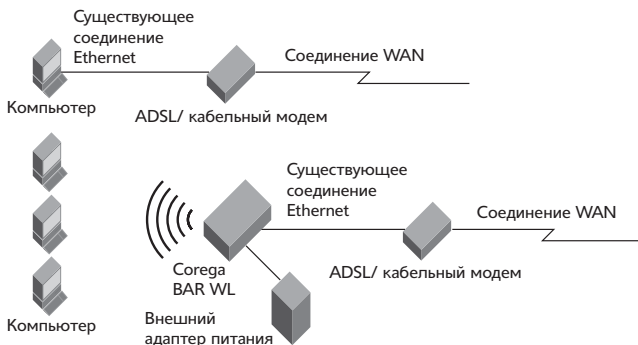 Существующее
соединение
Ethernet
Соединение WAN
Компьютер
ADSL/ кабельный модем
Существующее
соединение
Ethernet
Соединение WAN
Corega
BAR WL
ADSL/ кабельный модем
Компьютер
Внешний
адаптер питания